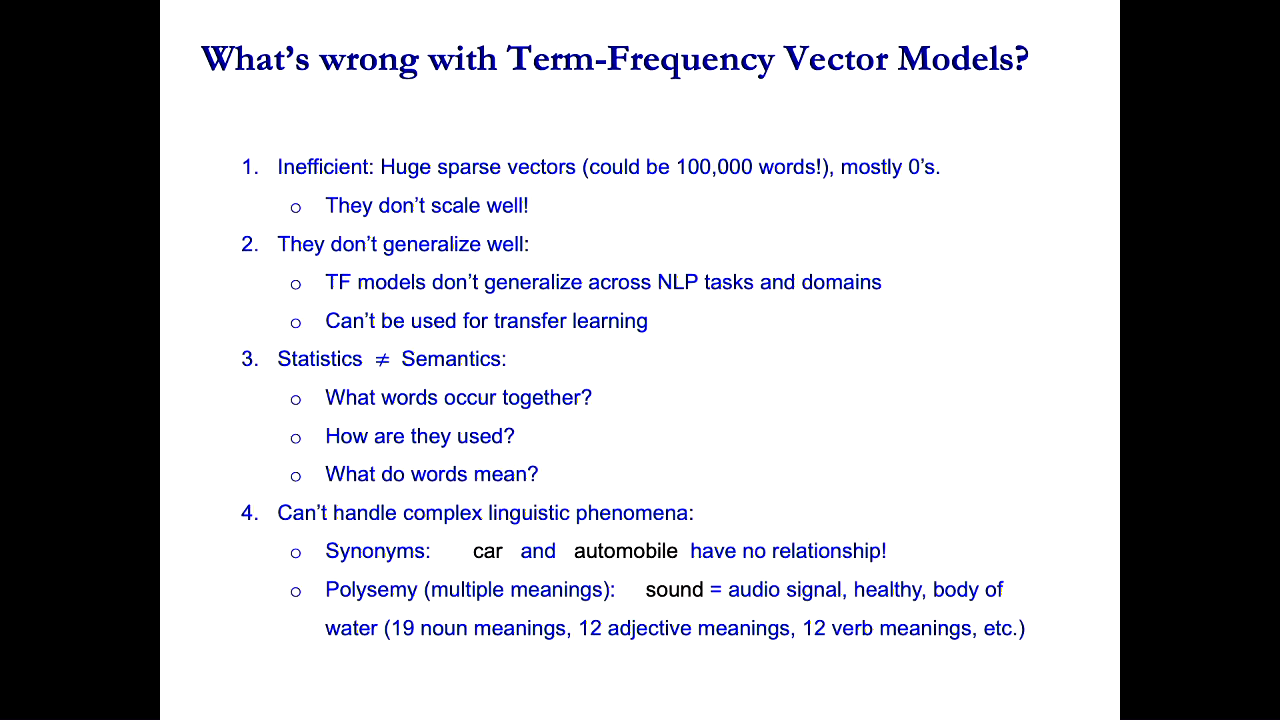 What’s wrong with Term-Frequency Vector Models?
1. Inefficient: Huge sparse vectors (could be 100,000 words!), mostly 0’s.
o They don’t scale well!
2. They don’t generalize well:
o TF models don’t generalize across NLP tasks and domains
o Can’t be used for transfer learning
3. Statistics ≠ Semantics:
o What words occur together?
o How are they used?
o What do words mean?
4. Can’t handle complex linguistic phenomena:
o Synonyms: car and automobile have no relationship!
o Polysemy (multiple meanings): sound = audio signal, healthy, body of
water (19 noun meanings, 12 adjective meanings, 12 verb meanings, etc.)